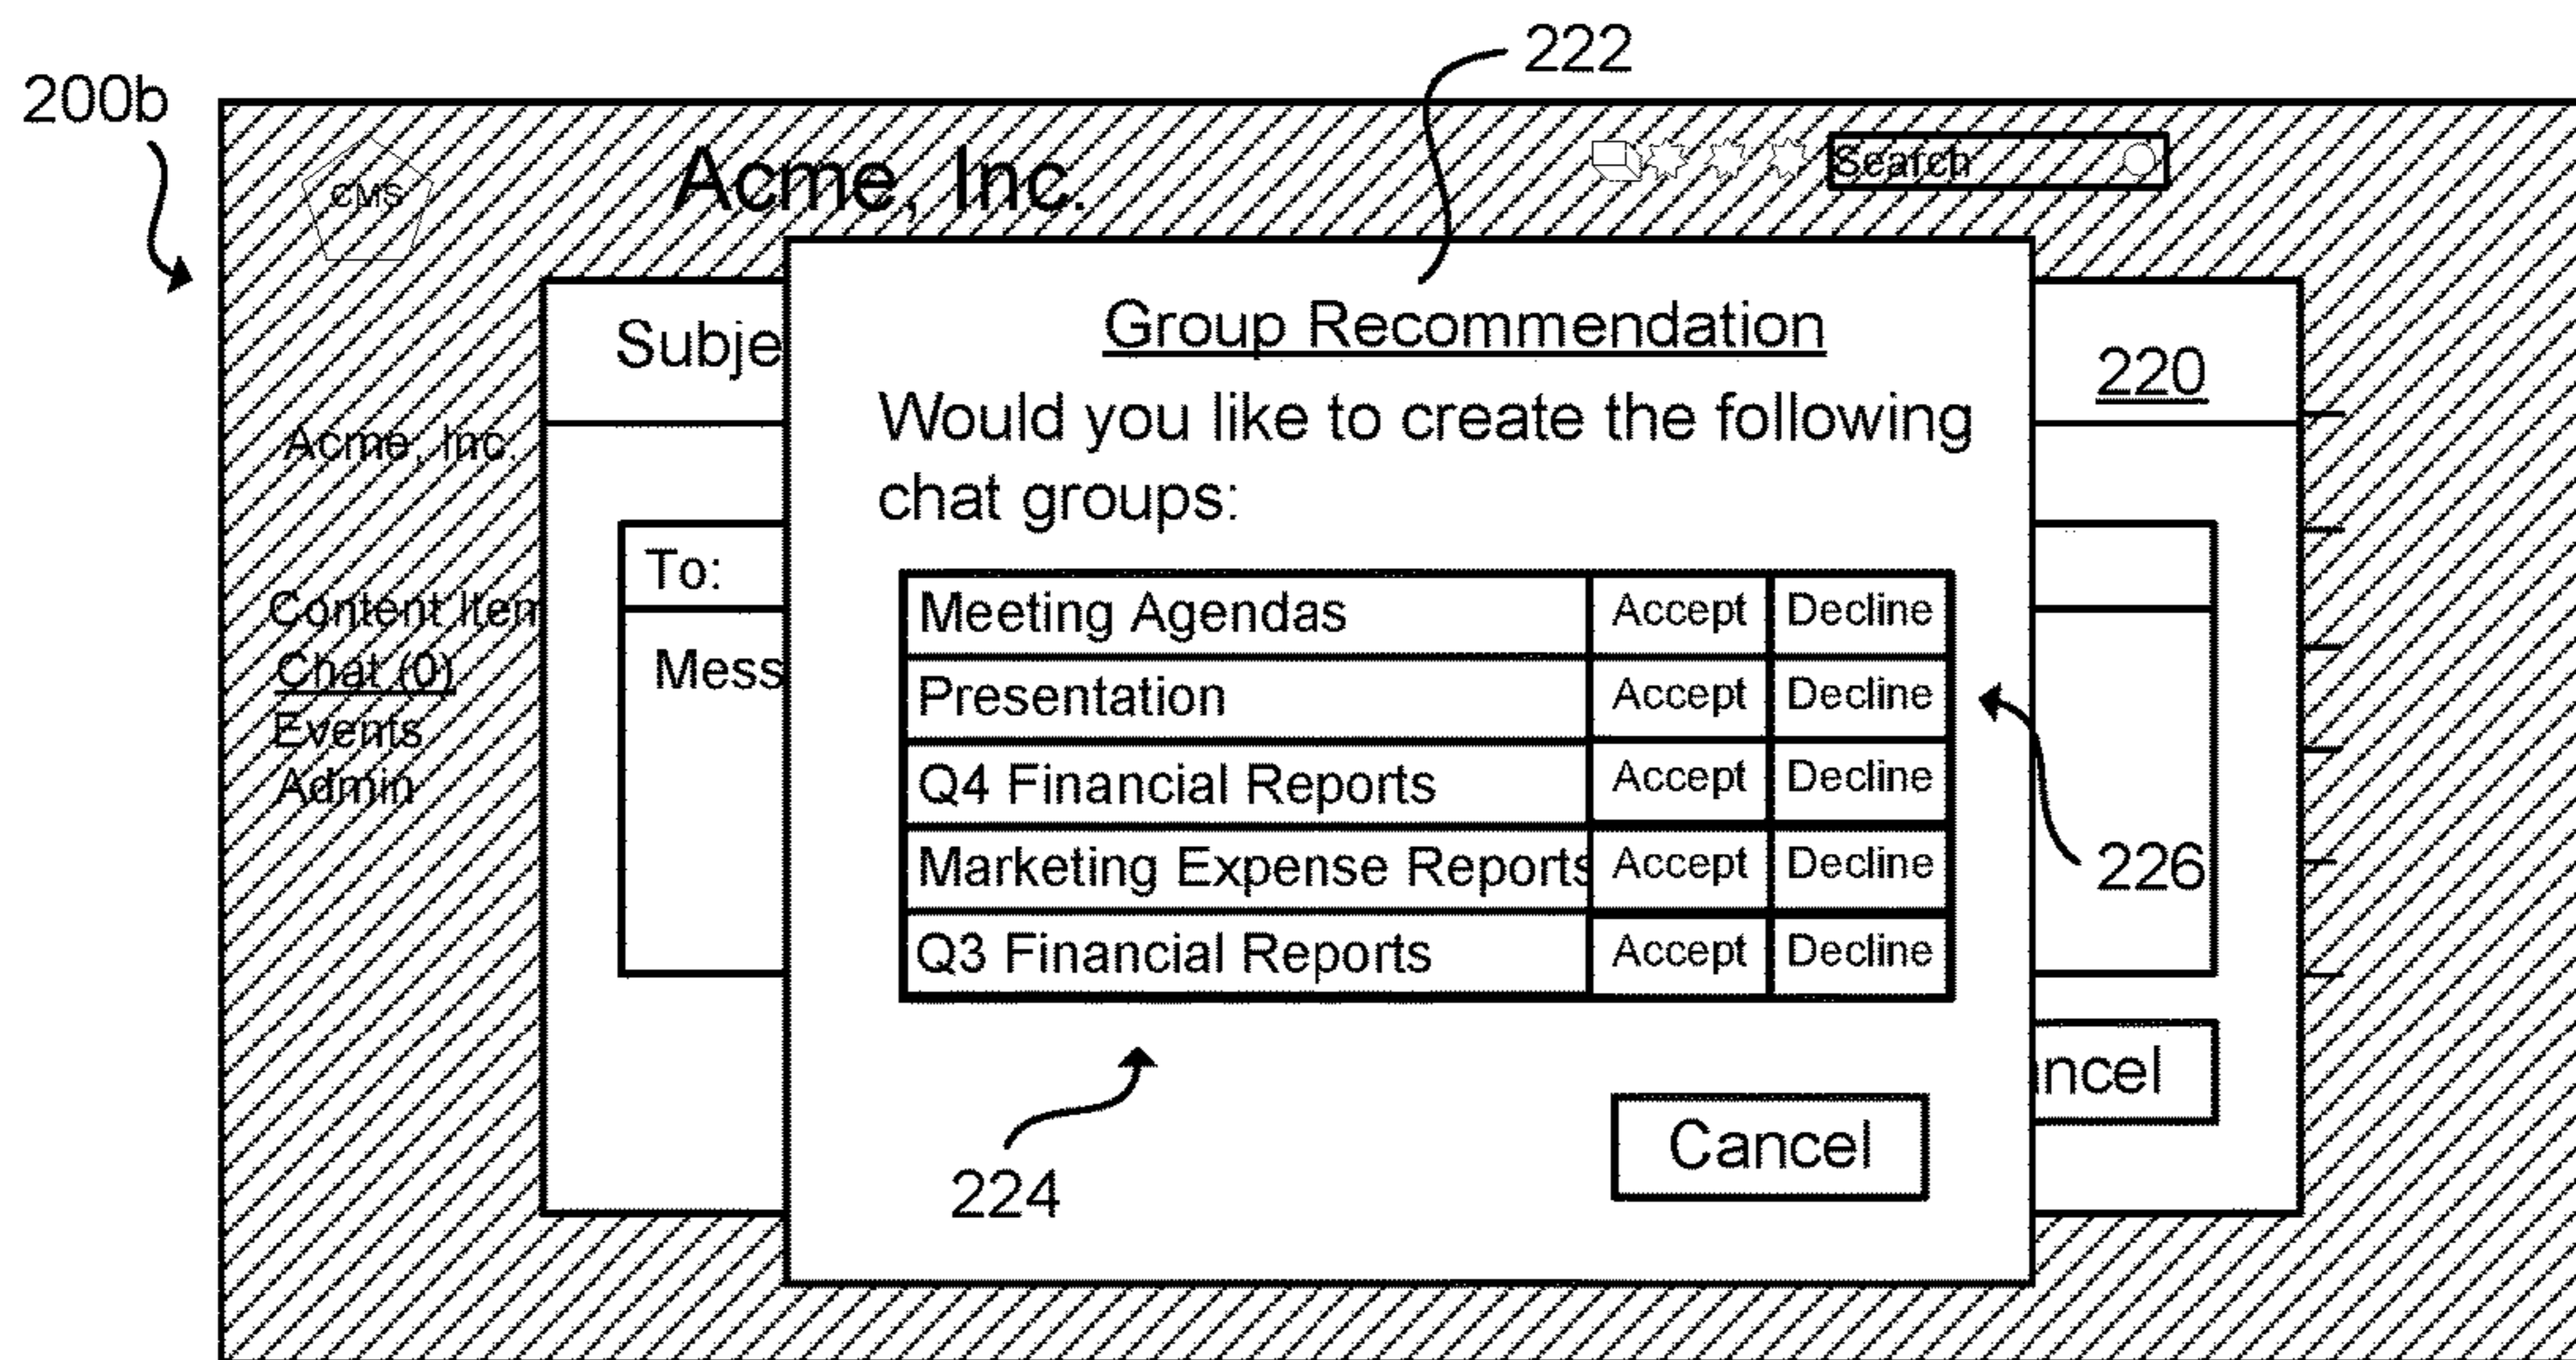 222
200b
CMS
Acme, Inc.
Search
Group Recommendation
Subje
220
Would you like to create the following
chat groups:
Acme, Inc.
To:
Mess
Content Item
Chat (0)
Events
Admin
Meeting Agendas Accept Decline
Presentation Accept Decline
Q4 Financial Reports Accept Decline
Marketing Expense Reports Accept Decline
Q3 Financial Reports Accept Decline
226
ncel
Cancel
224